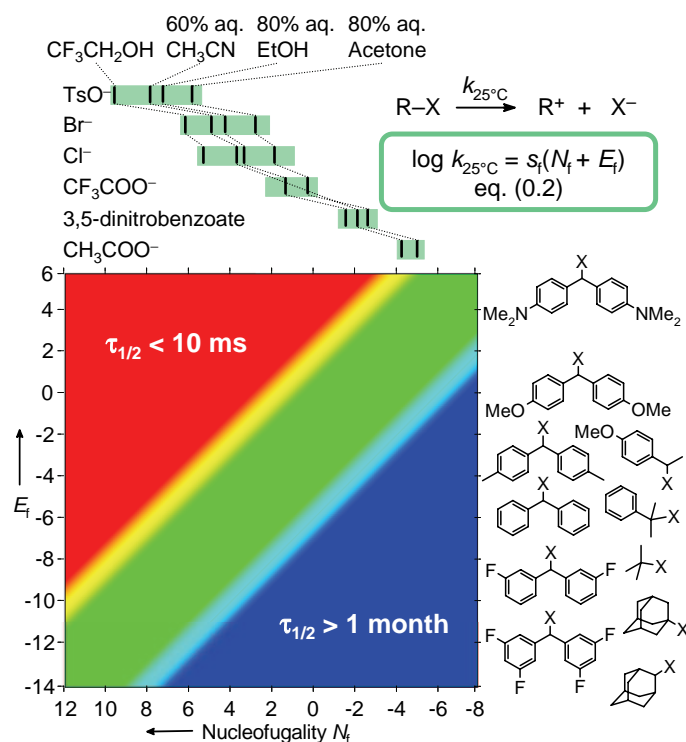 60% aq. 80% aq. 80% aq.
CF₃CH₂OH CH₃CN EtOH Acetone
TsO⁻
Br⁻
Cl⁻
CF₃COO⁻
3,5-dinitrobenzoate
CH₃COO⁻
k25°C
R–X → R⁺ + X⁻
log k25°C = sf(Nf + Ef)
eq. (0.2)
6
4
2
0
-2
-4
-6
-8
-10
-12
-14
Ef
τ1/2 < 10 ms
τ1/2 > 1 month
12 10 8 6 4 2 0 -2 -4 -6 -8
← Nucleofugality Nf
X
Me₂N NMe₂
X
MeO OMe
X
MeO
X
X
X
X
F F
X
X
F F
F F
X
X